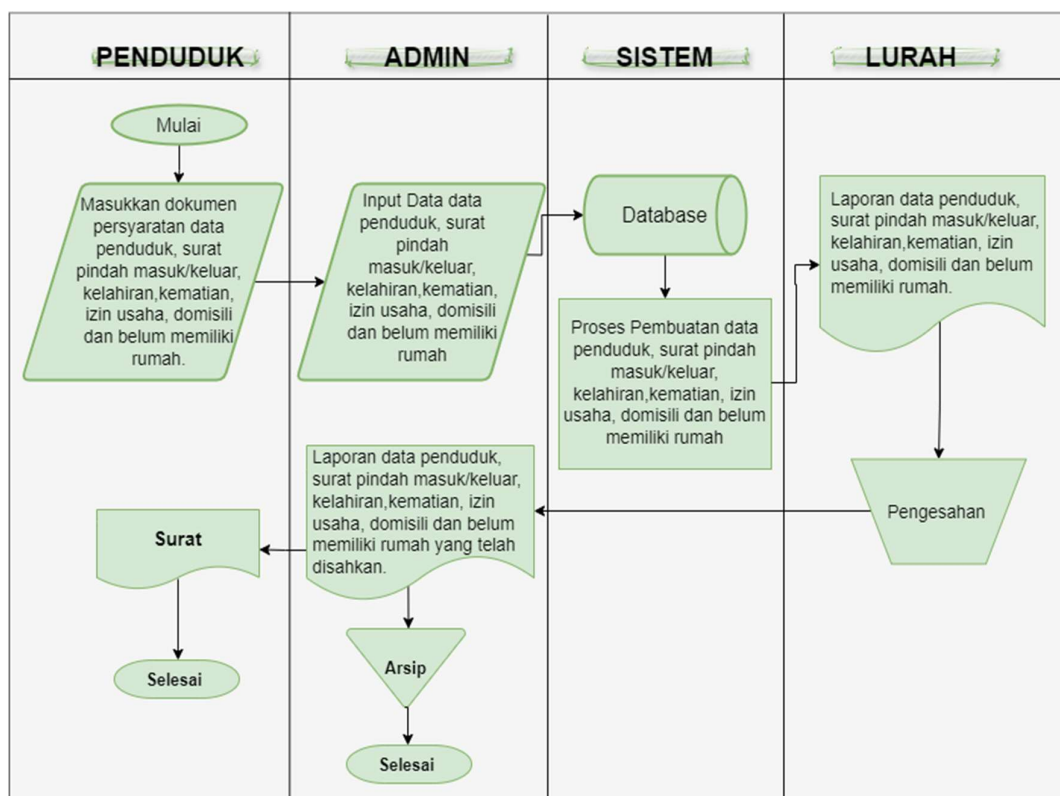 PENDUDUK
ADMIN
SISTEM
LURAH
Mulai
Masukkan dokumen
persyaratan data
penduduk, surat
pindah masuk/keluar,
kelahiran,kematian,
izin usaha, domisili
dan belum memiliki
rumah.
Input Data data
penduduk, surat
pindah
masuk/keluar,
kelahiran,kematian,
izin usaha, domisili
dan belum memiliki
rumah
Database
Proses Pembuatan data
penduduk, surat pindah
masuk/keluar,
kelahiran,kematian, izin
usaha, domisili dan belum
memiliki rumah
Laporan data penduduk,
surat pindah masuk/keluar,
kelahiran,kematian, izin
usaha, domisili dan belum
memiliki rumah.
Pengesahan
Laporan data penduduk,
surat pindah masuk/keluar,
kelahiran,kematian, izin
usaha, domisili dan belum
memiliki rumah yang telah
disahkan.
Surat
Selesai
Arsip
Selesai